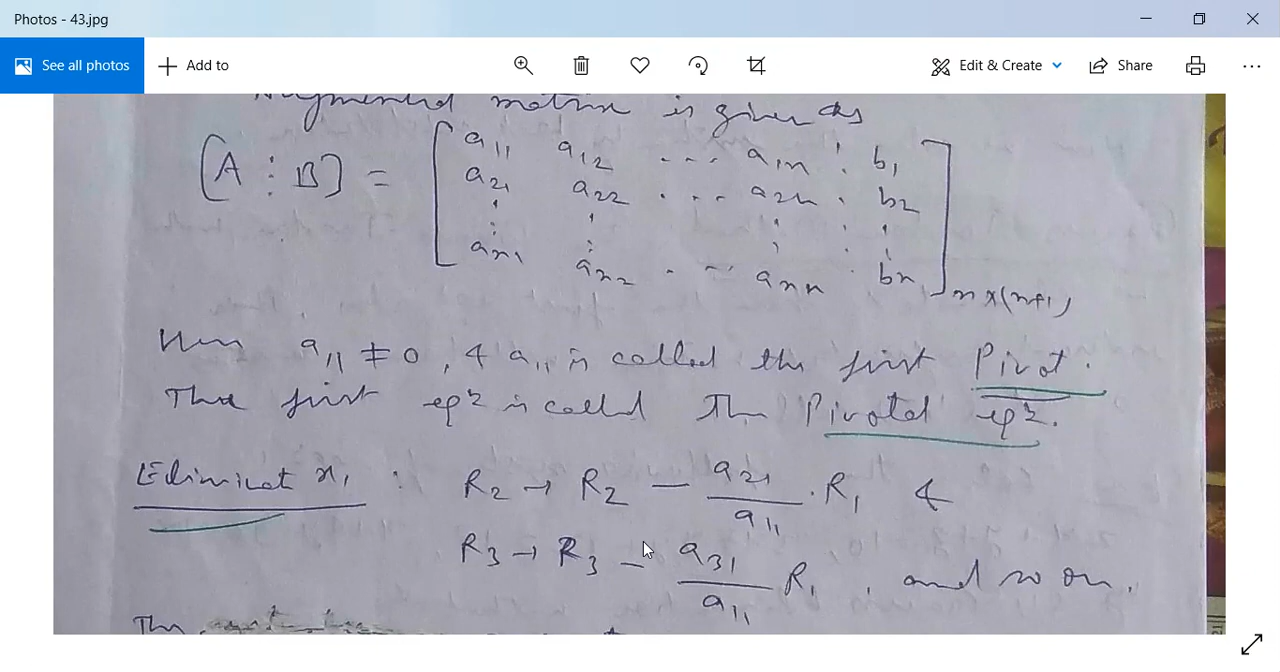 Photos - 43.jpg
See all photos
Add to
Edit & Create
Share
Augmented matrix is given as
[A ⋮ B] = [ a11 a12 ... a1n : b1
a21 a22 ... a2n : b2
an1 an2 ... ann : bn ] n x (n+1)
Here a11 ≠ 0, & a11 is called the first Pivot.
The first eqn is called The Pivotal eqn.
Eliminat x1 : R2 → R2 - a21/a11 . R1 &
R3 → R3 - a31/a11 R1 , and so on.
The